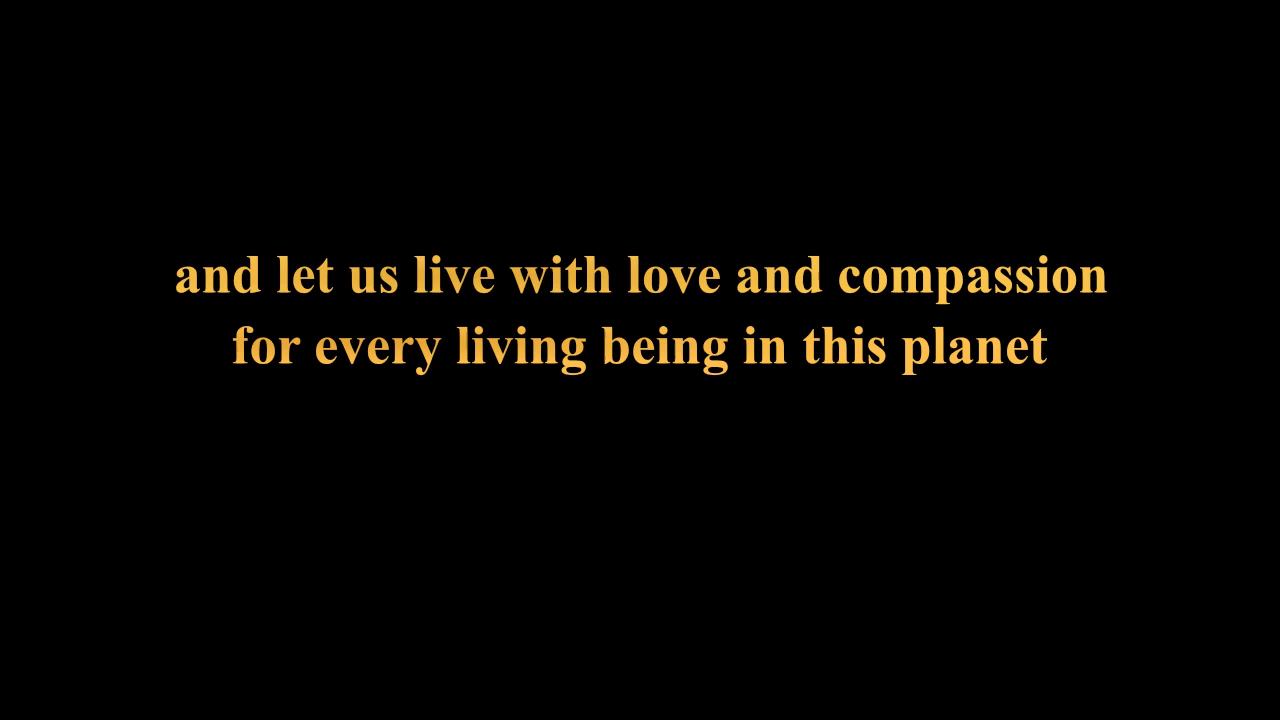 and let us live with love and compassion
for every living being in this planet